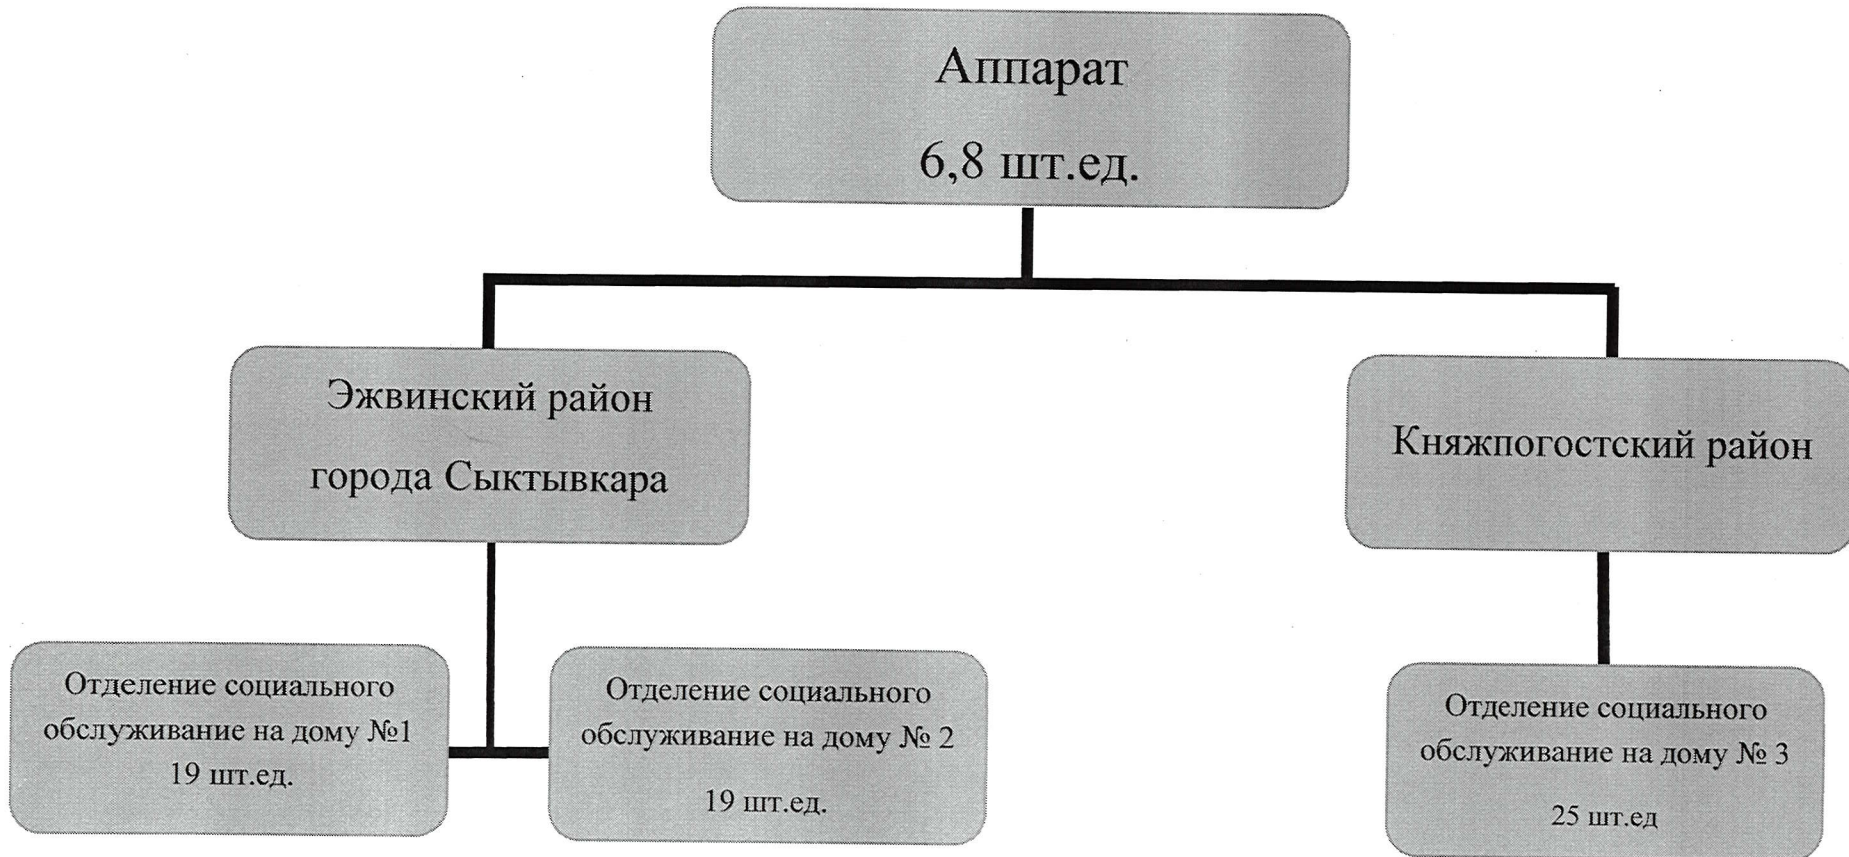 Аппарат
6,8 шт.ед.
Эжвинский район
города Сыктывкара
Княжпогостский район
Отделение социального
обслуживание на дому №1
19 шт.ед.
Отделение социального
обслуживание на дому № 2
19 шт.ед.
Отделение социального
обслуживание на дому № 3
25 шт.ед